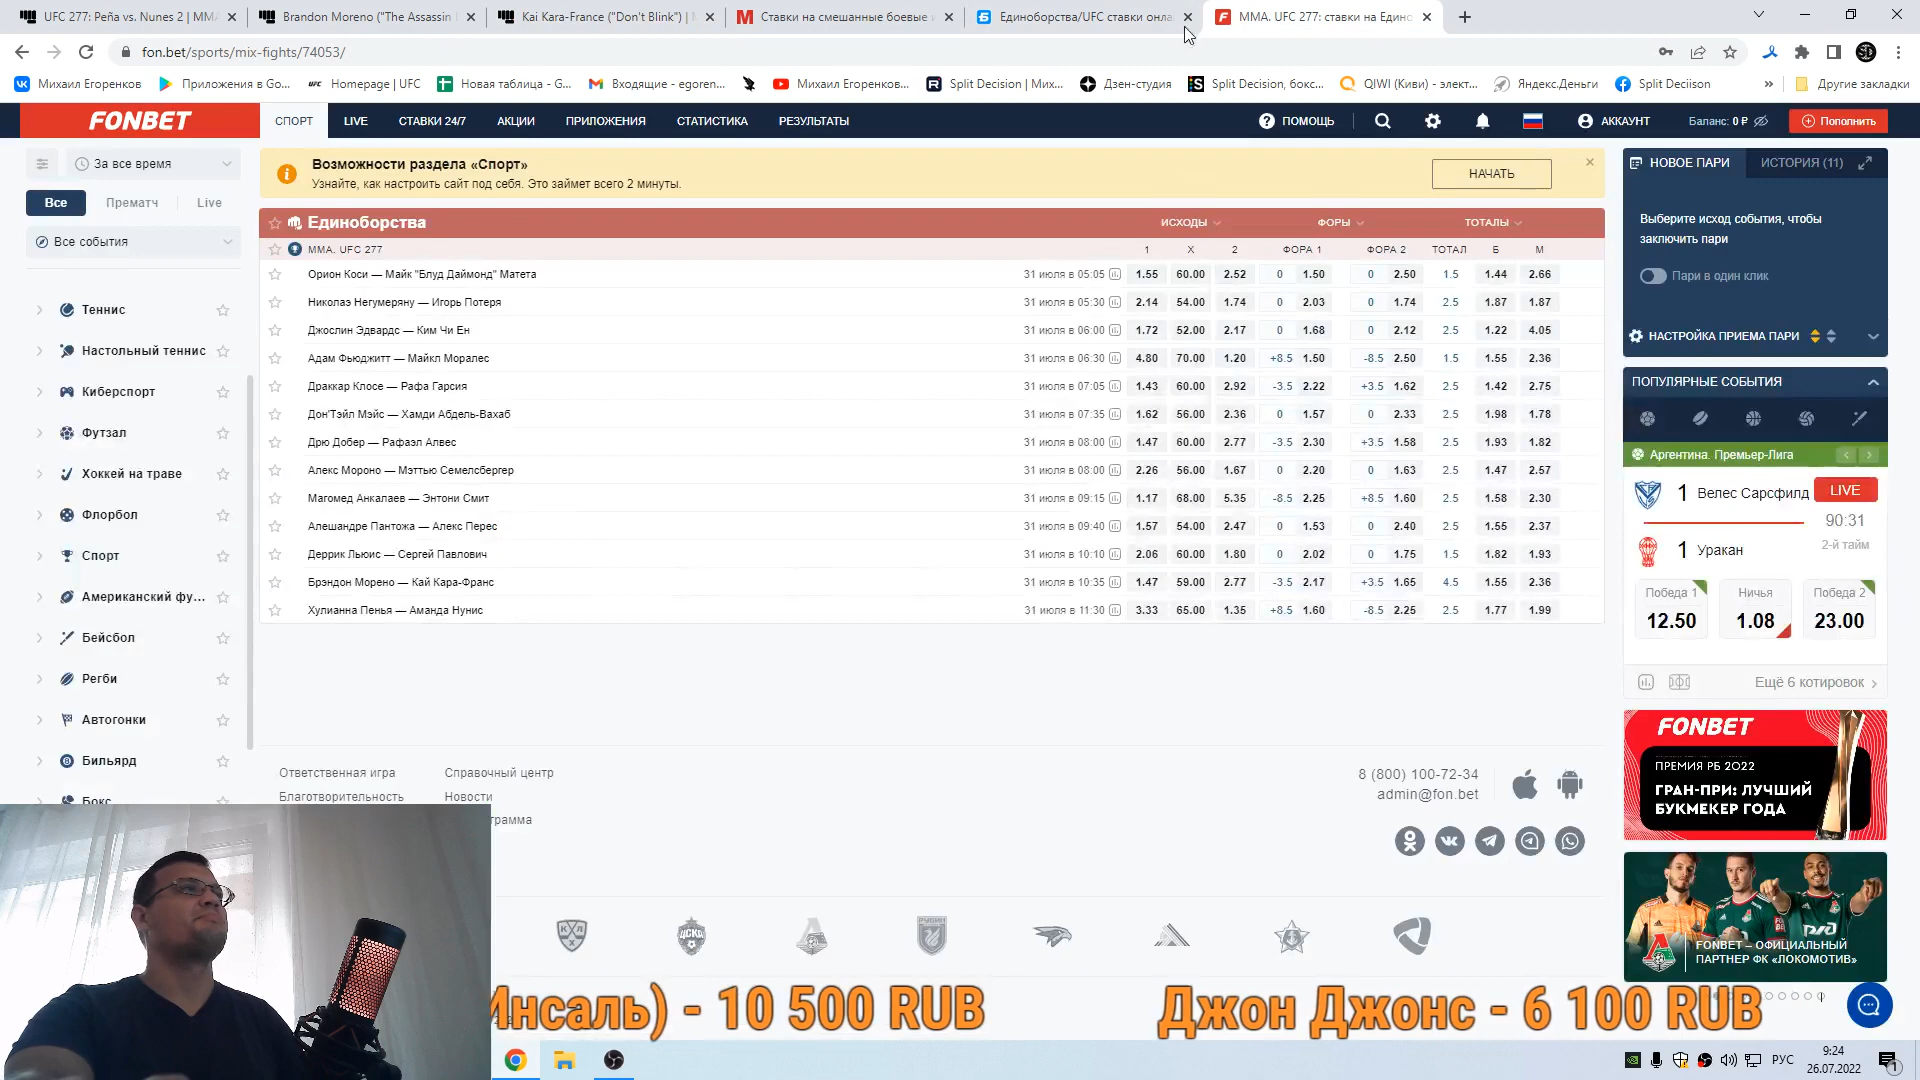 UFC 277: Peña vs. Nunes 2 | MMA
Brandon Moreno ("The Assassin
Kai Kara-France ("Don't Blink") |
Ставки на смешанные боевые
Единоборства/UFC ставки онла
MMA. UFC 277: ставки на Едино
fon.bet/sports/mix-fights/74053/
Михаил Егоренков
Приложения в Go...
Homepage | UFC
Новая таблица - G...
Входящие - egoren...
Михаил Егоренков...
Split Decision | Мих...
Дзен-студия
Split Decision, бокс...
QIWI (Киви) - элект...
Яндекс.Деньги
Split Deciison
»
Другие закладки
FONBET
СПОРТ
LIVE
СТАВКИ 24/7
АКЦИИ
ПРИЛОЖЕНИЯ
СТАТИСТИКА
РЕЗУЛЬТАТЫ
ПОМОЩЬ
АККАУНТ
Баланс: 0 ₽
Пополнить
За все время
Все
Прематч
Live
Все события
Теннис
Настольный теннис
Киберспорт
Футзал
Хоккей на траве
Флорбол
Спорт
Американский фу...
Бейсбол
Регби
Автогонки
Бильярд
Бокс
Возможности раздела «Спорт»
Узнайте, как настроить сайт под себя. Это займет всего 2 минуты.
НАЧАТЬ
Единоборства ИСХОДЫ ФОРЫ ТОТАЛЫ
MMA. UFC 277 1 X 2 ФОРА 1 ФОРА 2 ТОТАЛ Б М
Орион Коси — Майк "Блуд Даймонд" Матета 31 июля в 05:05 1.55 60.00 2.52 0 1.50 0 2.50 1.5 1.44 2.66
Николаэ Негумеряну — Игорь Потеря 31 июля в 05:30 2.14 54.00 1.74 0 2.03 0 1.74 2.5 1.87 1.87
Джослин Эдвардс — Ким Чи Ен 31 июля в 06:00 1.72 52.00 2.17 0 1.68 0 2.12 2.5 1.22 4.05
Адам Фьюджитт — Майкл Моралес 31 июля в 06:30 4.80 70.00 1.20 +8.5 1.50 -8.5 2.50 1.5 1.55 2.36
Драккар Клосе — Рафа Гарсия 31 июля в 07:05 1.43 60.00 2.92 -3.5 2.22 +3.5 1.62 2.5 1.42 2.75
Дон'Тэйл Мэйс — Хамди Абдель-Вахаб 31 июля в 07:35 1.62 56.00 2.36 0 1.57 0 2.33 2.5 1.98 1.78
Дрю Добер — Рафаэл Алвес 31 июля в 08:00 1.47 60.00 2.77 -3.5 2.30 +3.5 1.58 2.5 1.93 1.82
Алекс Мороно — Мэттью Семелсбергер 31 июля в 08:00 2.26 56.00 1.67 0 2.20 0 1.63 2.5 1.47 2.57
Магомед Анкалаев — Энтони Смит 31 июля в 09:15 1.17 68.00 5.35 -8.5 2.25 +8.5 1.60 2.5 1.58 2.30
Алешандре Пантожа — Алекс Перес 31 июля в 09:40 1.57 54.00 2.47 0 1.53 0 2.40 2.5 1.55 2.37
Деррик Льюис — Сергей Павлович 31 июля в 10:10 2.06 60.00 1.80 0 2.02 0 1.75 1.5 1.82 1.93
Брэндон Морено — Кай Кара-Франс 31 июля в 10:35 1.47 59.00 2.77 -3.5 2.17 +3.5 1.65 4.5 1.55 2.36
Хулианна Пенья — Аманда Нунис 31 июля в 11:30 3.33 65.00 1.35 +8.5 1.60 -8.5 2.25 2.5 1.77 1.99
Ответственная игра
Справочный центр
Благотворительность
Новости
грамма
8 (800) 100-72-34
admin@fon.bet
НОВОЕ ПАРИ
ИСТОРИЯ (11)
Выберите исход события, чтобы
заключить пари
Пари в один клик
НАСТРОЙКА ПРИЕМА ПАРИ
ПОПУЛЯРНЫЕ СОБЫТИЯ
Аргентина. Премьер-Лига
1 Велес Сарсфилд LIVE
90:31
2-й тайм
1 Уракан
Победа 1 Ничья Победа 2
12.50 1.08 23.00
Ещё 6 котировок
FONBET
ПРЕМИЯ РБ 2022
ГРАН-ПРИ: ЛУЧШИЙ
БУКМЕКЕР ГОДА
FONBET – ОФИЦИАЛЬНЫЙ
ПАРТНЕР ФК «ЛОКОМОТИВ»
КХЛ
ЦСКА
РУБИН
Инсаль) - 10 500 RUB
Джон Джонс - 6 100 RUB
РУС
9:24
26.07.2022
1